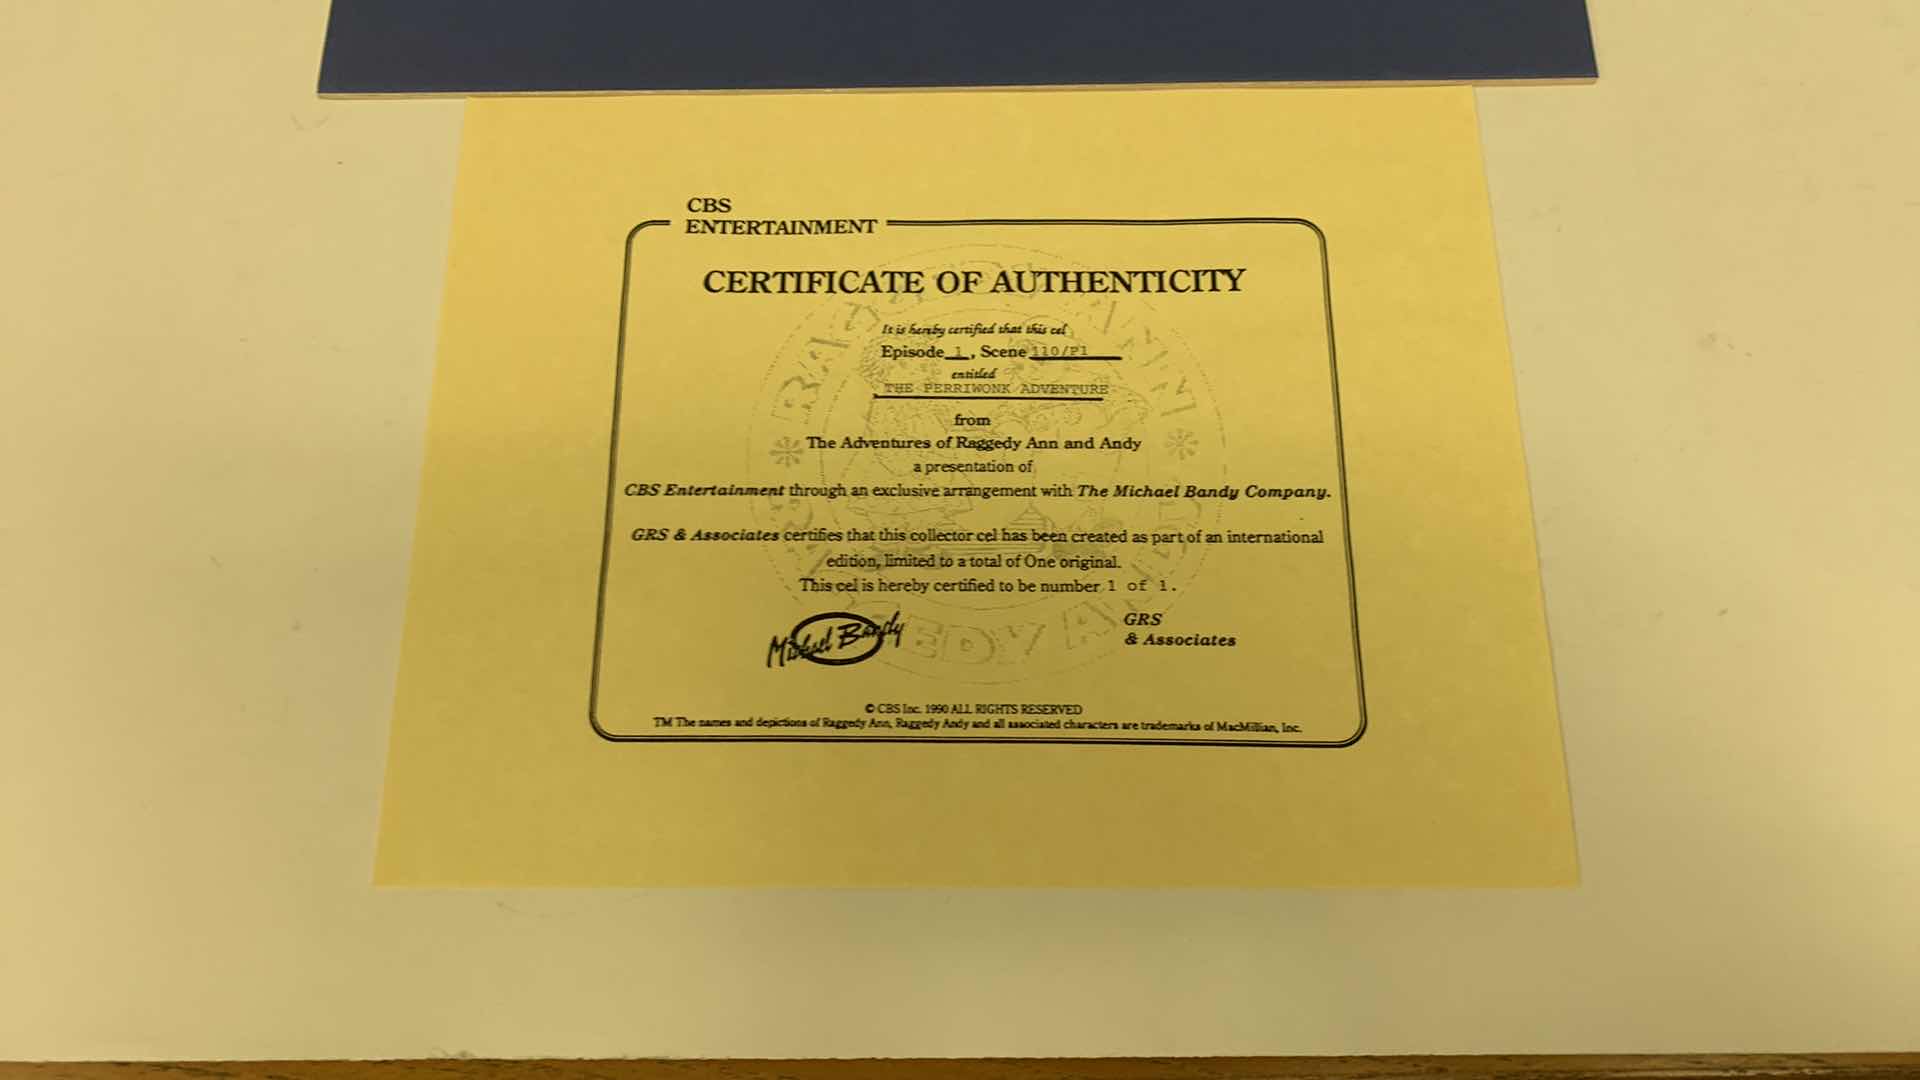 CBS
ENTERTAINMENT
CERTIFICATE OF AUTHENTICITY
It is hereby certified that this cel
Episode 1, Scene 110/P1
entitled
THE PERRIWONK ADVENTURE
from
The Adventures of Raggedy Ann and Andy
a presentation of
CBS Entertainment through an exclusive arrangement with The Michael Bandy Company.
GRS & Associates certifies that this collector cel has been created as part of an international
edition, limited to a total of One original.
This cel is hereby certified to be number 1 of 1.
Michael Bandy
GRS
& Associates
© CBS Inc. 1990 ALL RIGHTS RESERVED
TM The names and depictions of Raggedy Ann, Raggedy Andy and all associated characters are trademarks of MacMillian, Inc.